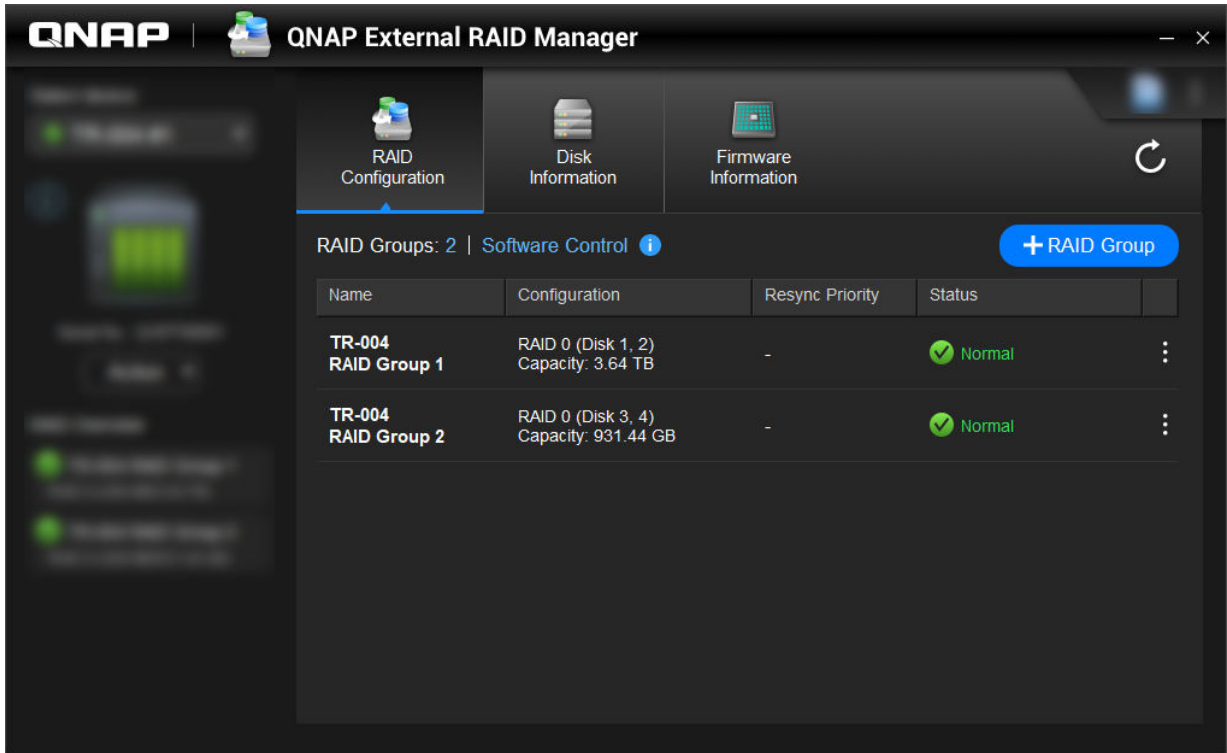 QNAP
QNAP External RAID Manager
RAID
Configuration
Disk
Information
Firmware
Information
RAID Groups: 2 | Software Control
+ RAID Group
Name Configuration Resync Priority Status
TR-004
RAID Group 1
RAID 0 (Disk 1, 2)
Capacity: 3.64 TB
-
Normal
TR-004
RAID Group 2
RAID 0 (Disk 3, 4)
Capacity: 931.44 GB
-
Normal